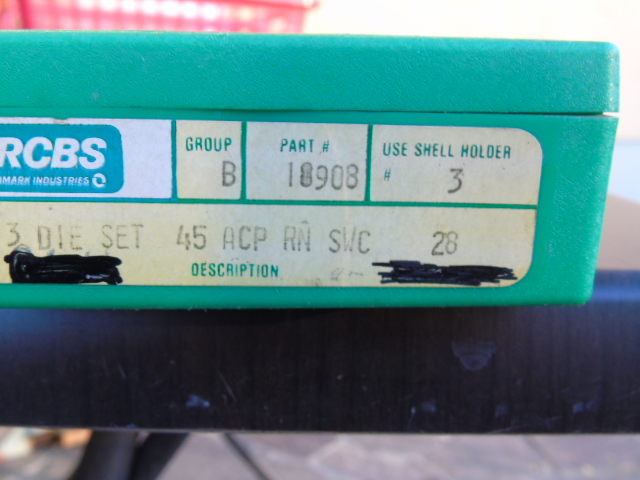 RCBS
MARK INDUSTRIES
GROUP
B
PART #
18908
USE SHELL HOLDER
# 3
3 DIE SET 45 ACP RN SWC 28
DESCRIPTION